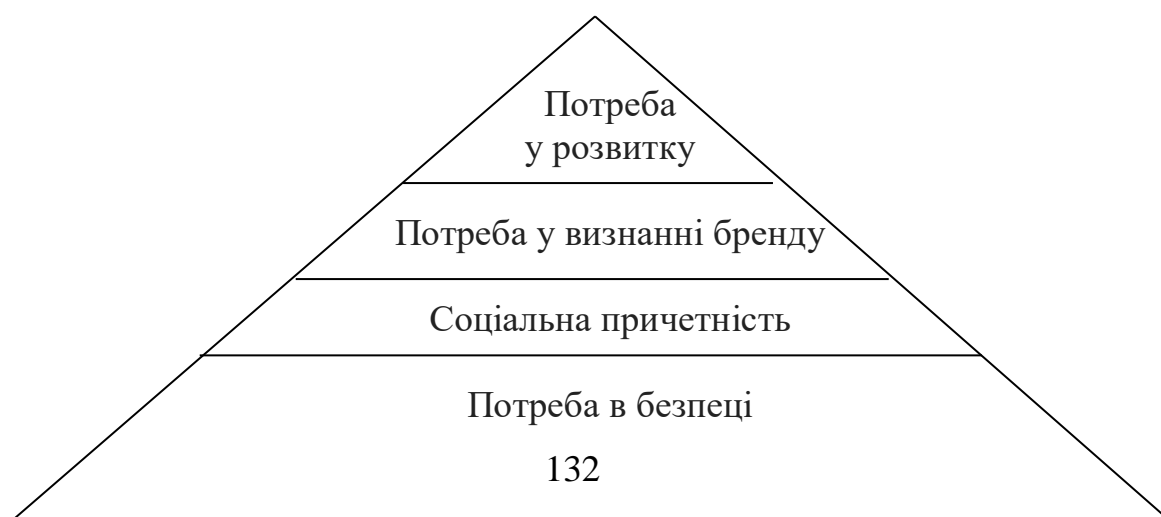 Потреба
у розвитку
Потреба у визнанні бренду
Соціальна причетність
Потреба в безпеці
132